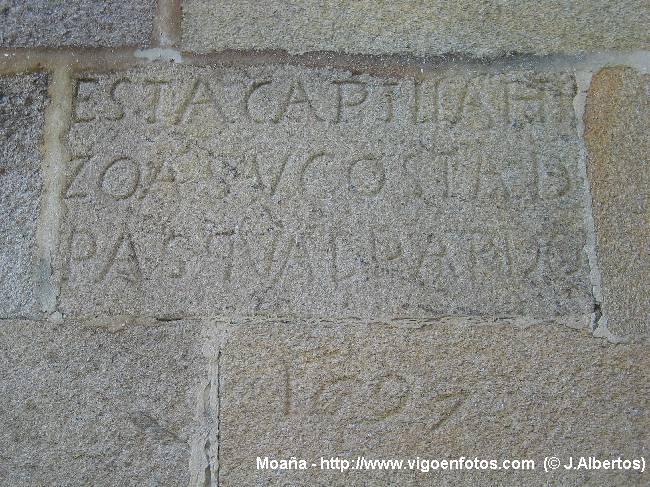 ESTACAPILLAHI
ZOASVCOSTAD
PASQVALPARDO
1697
Moaña - http://www.vigoenfotos.com (© J.Albertos)